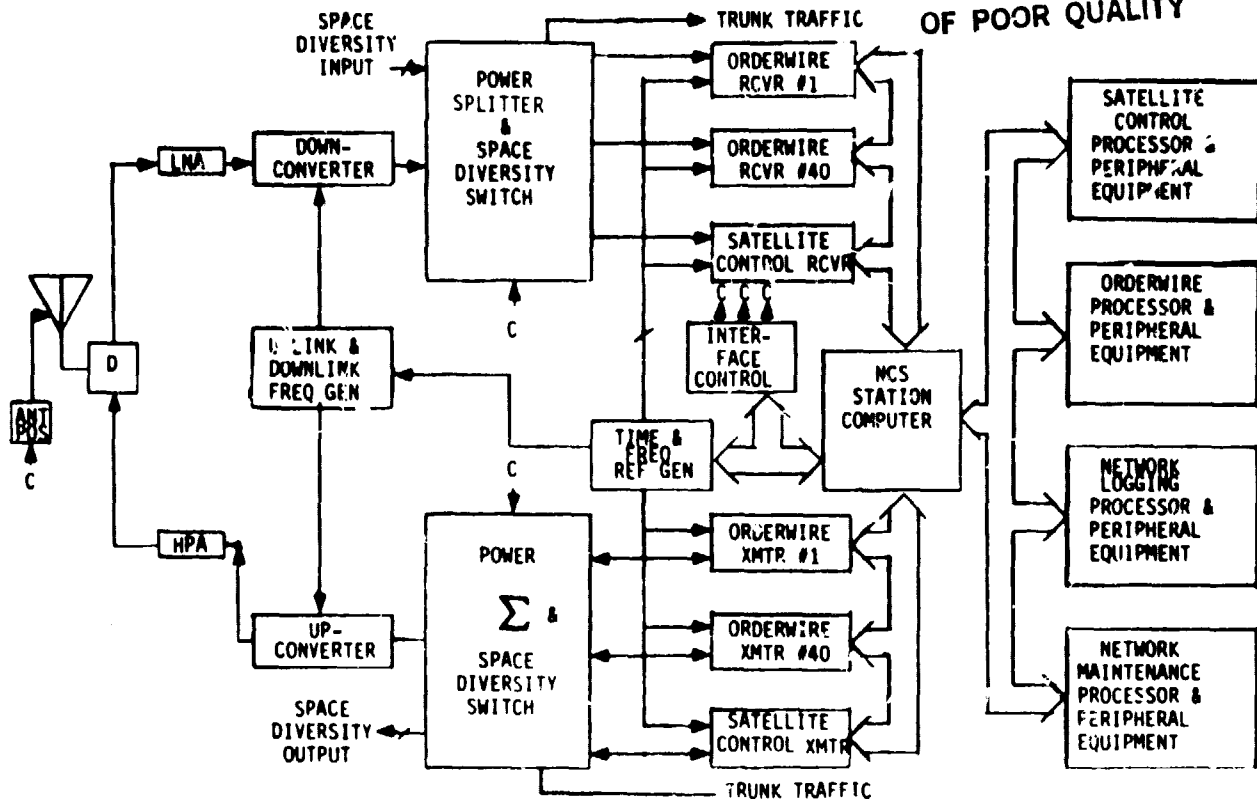 OF POOR QUALITY
SPACE
DIVERSITY
INPUT
TRUNK TRAFFIC
POWER
SPLITTER
&
SPACE
DIVERSITY
SWITCH
ORDERWIRE
RCVR #1
ORDERWIRE
RCVR #40
SATELLITE
CONTROL RCVR
C C C
INTER-
FACE
CONTROL
LNA
DOWN-
CONVERTER
D
ANT
POS
C
UPLINK &
DOWNLINK
FREQ GEN
C
C
TIME &
FREQ
REF GEN
NCS
STATION
COMPUTER
HPA
UP-
CONVERTER
POWER
Σ &
SPACE
DIVERSITY
SWITCH
SPACE
DIVERSITY
OUTPUT
ORDERWIRE
XMTR #1
ORDERWIRE
XMTR #40
SATELLITE
CONTROL XMTR
TRUNK TRAFFIC
SATELLITE
CONTROL
PROCESSOR &
PERIPHERAL
EQUIPMENT
ORDERWIRE
PROCESSOR &
PERIPHERAL
EQUIPMENT
NETWORK
LOGGING
PROCESSOR &
PERIPHERAL
EQUIPMENT
NETWORK
MAINTENANCE
PROCESSOR &
PERIPHERAL
EQUIPMENT